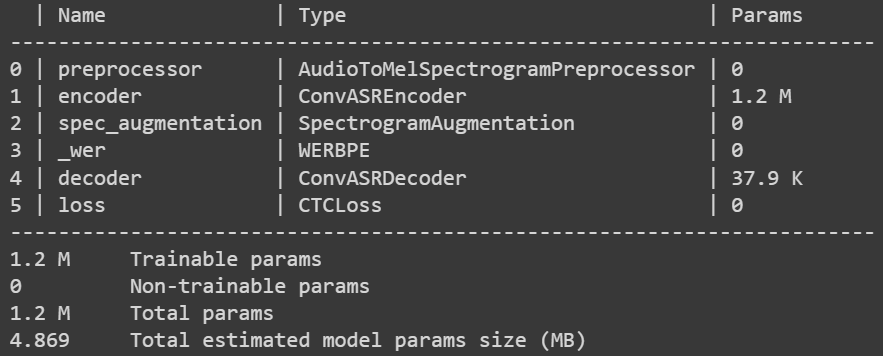 | Name              | Type                              | Params
------------------------------------------------------------------------
0 | preprocessor      | AudioToMelSpectrogramPreprocessor | 0
1 | encoder           | ConvASREncoder                    | 1.2 M
2 | spec_augmentation | SpectrogramAugmentation           | 0
3 | _wer              | WERBPE                            | 0
4 | decoder           | ConvASRDecoder                    | 37.9 K
5 | loss              | CTCLoss                           | 0
------------------------------------------------------------------------
1.2 M     Trainable params
0         Non-trainable params
1.2 M     Total params
4.869     Total estimated model params size (MB)